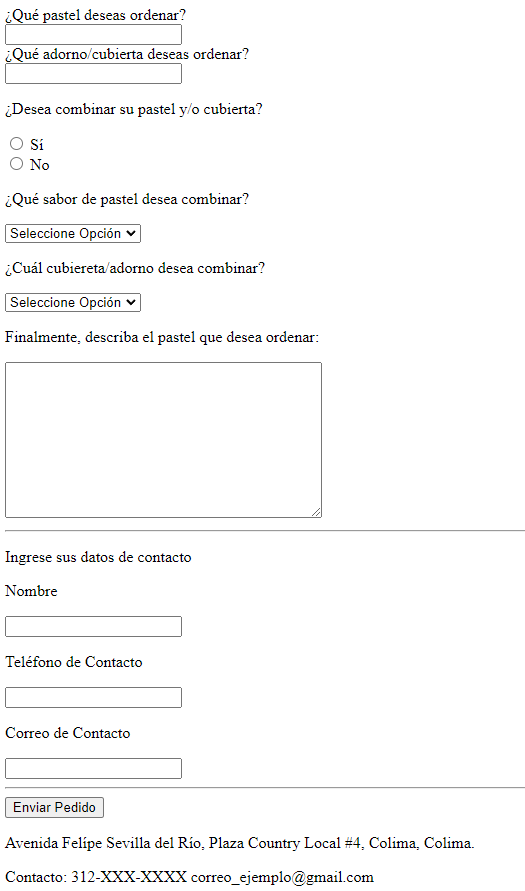 ¿Qué pastel deseas ordenar?
¿Qué adorno/cubierta deseas ordenar?
¿Desea combinar su pastel y/o cubierta?
Sí
No
¿Qué sabor de pastel desea combinar?
Seleccione Opción
¿Cuál cubiereta/adorno desea combinar?
Seleccione Opción
Finalmente, describa el pastel que desea ordenar:
Ingrese sus datos de contacto
Nombre
Teléfono de Contacto
Correo de Contacto
Enviar Pedido
Avenida Felípe Sevilla del Río, Plaza Country Local #4, Colima, Colima.
Contacto: 312-XXX-XXXX correo_ejemplo@gmail.com